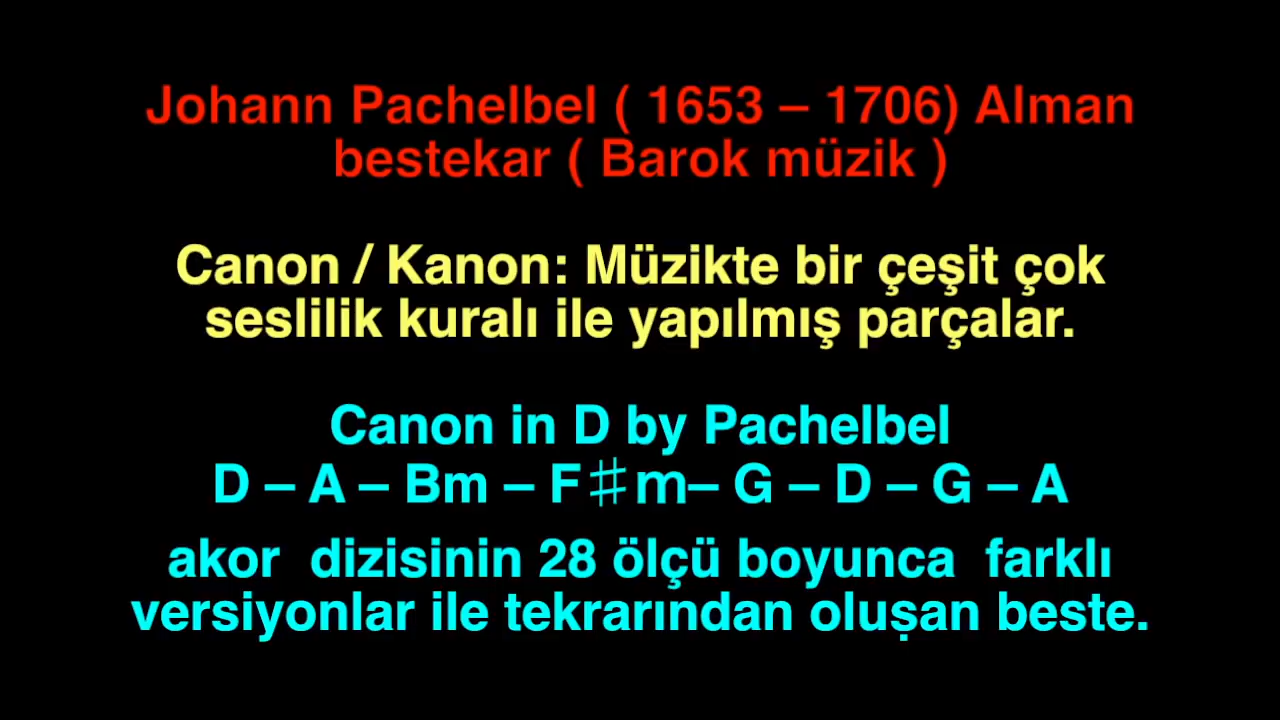 Johann Pachelbel ( 1653 – 1706) Alman
bestekar ( Barok müzik )
Canon / Kanon: Müzikte bir çeşit çok
seslilik kuralı ile yapılmış parçalar.
Canon in D by Pachelbel
D – A – Bm – F♯m– G – D – G – A
akor  dizisinin 28 ölçü boyunca  farklı
versiyonlar ile tekrarından oluşan beste.